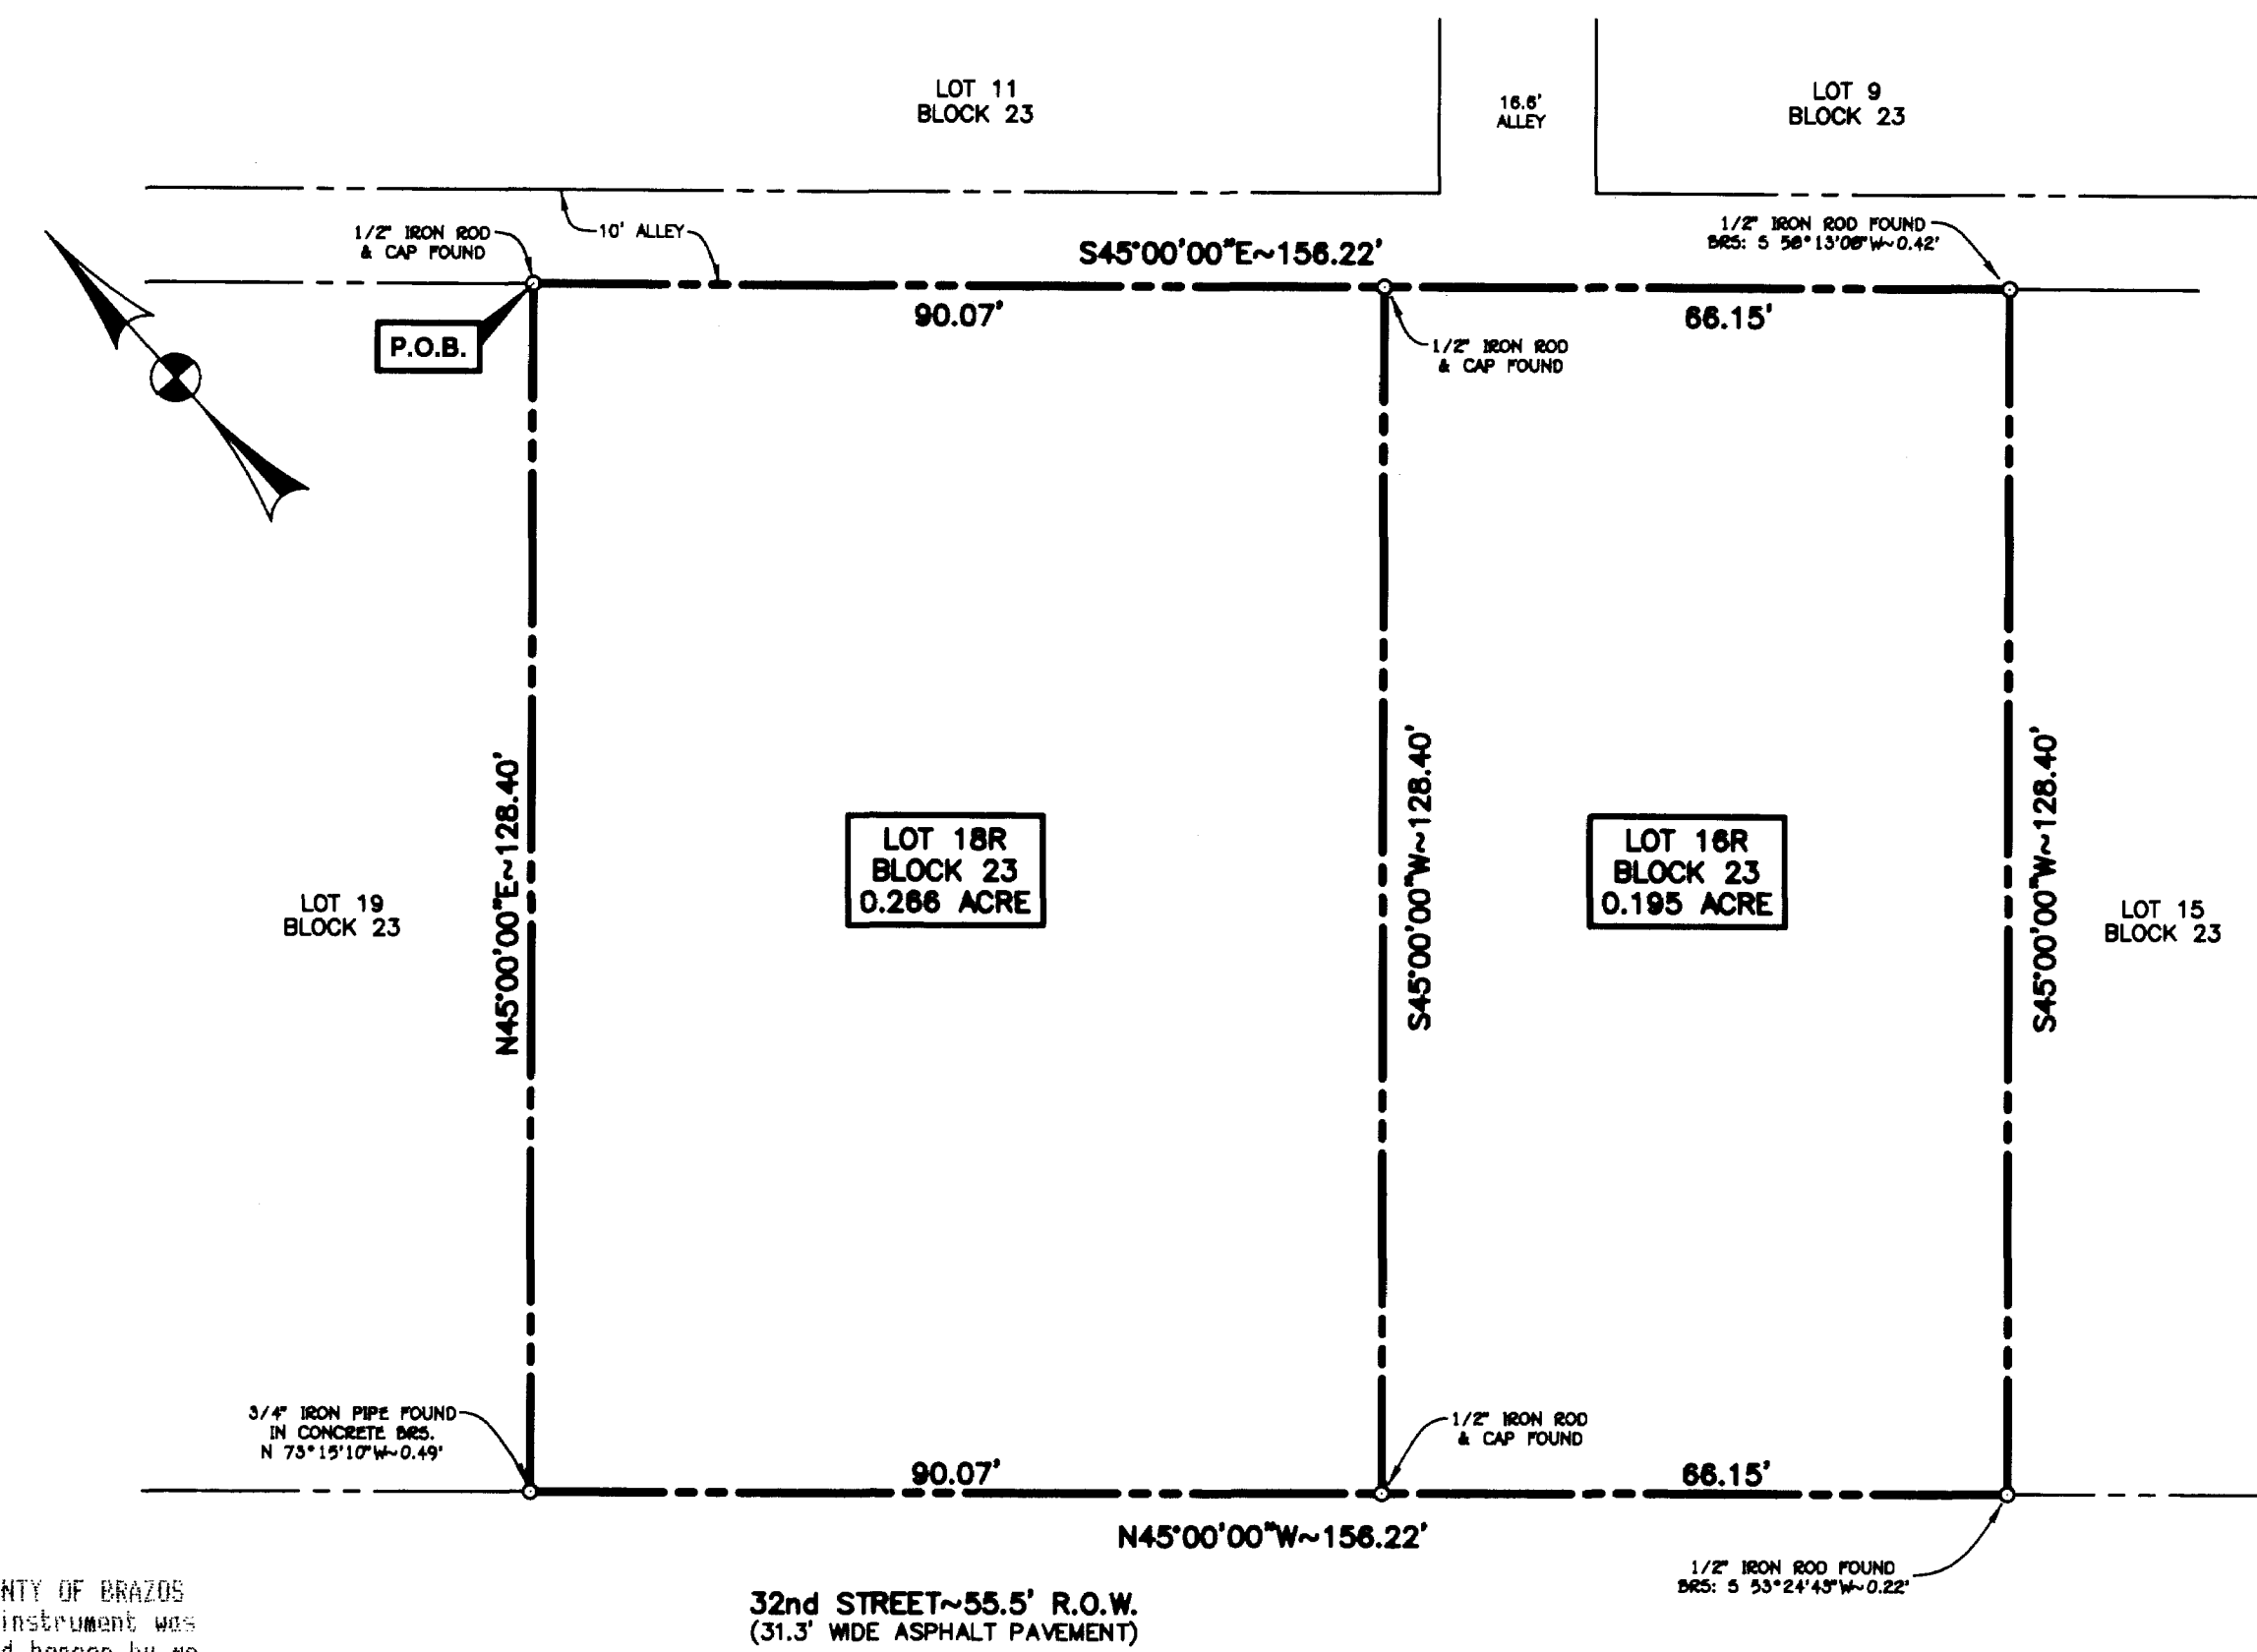 LOT 11
BLOCK 23
16.6'
ALLEY
LOT 9
BLOCK 23
1/2" IRON ROD
& CAP FOUND
10' ALLEY
S45°00'00"E~156.22'
1/2" IRON ROD FOUND
BRS: S 58°13'08"W~0.42'
P.O.B.
90.07'
66.15'
1/2" IRON ROD
& CAP FOUND
N45°00'00"E~128.40'
S45°00'00"W~128.40'
S45°00'00"W~128.40'
LOT 18R
BLOCK 23
0.266 ACRE
LOT 16R
BLOCK 23
0.195 ACRE
LOT 19
BLOCK 23
LOT 15
BLOCK 23
3/4" IRON PIPE FOUND
IN CONCRETE BRS.
N 73°15'10"W~0.49'
1/2" IRON ROD
& CAP FOUND
90.07'
66.15'
N45°00'00"W~156.22'
1/2" IRON ROD FOUND
BRS: S 53°24'43"W~0.22'
32nd STREET~55.5' R.O.W.
(31.3' WIDE ASPHALT PAVEMENT)
NTY OF BRAZOS
instrument was